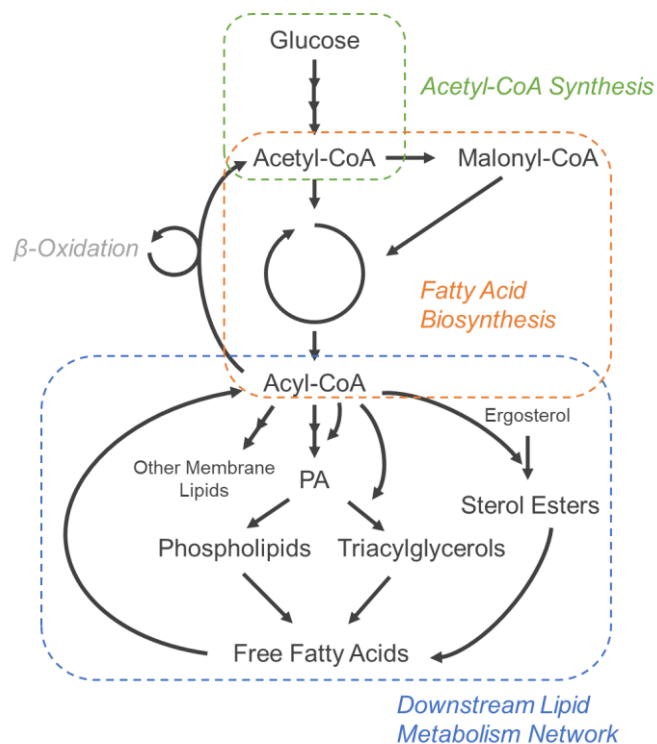 Glucose
Acetyl-CoA Synthesis
Acetyl-CoA
Malonyl-CoA
β-Oxidation
Fatty Acid
Biosynthesis
Acyl-CoA
Ergosterol
Other Membrane
Lipids
PA
Sterol Esters
Phospholipids
Triacylglycerols
Free Fatty Acids
Downstream Lipid
Metabolism Network